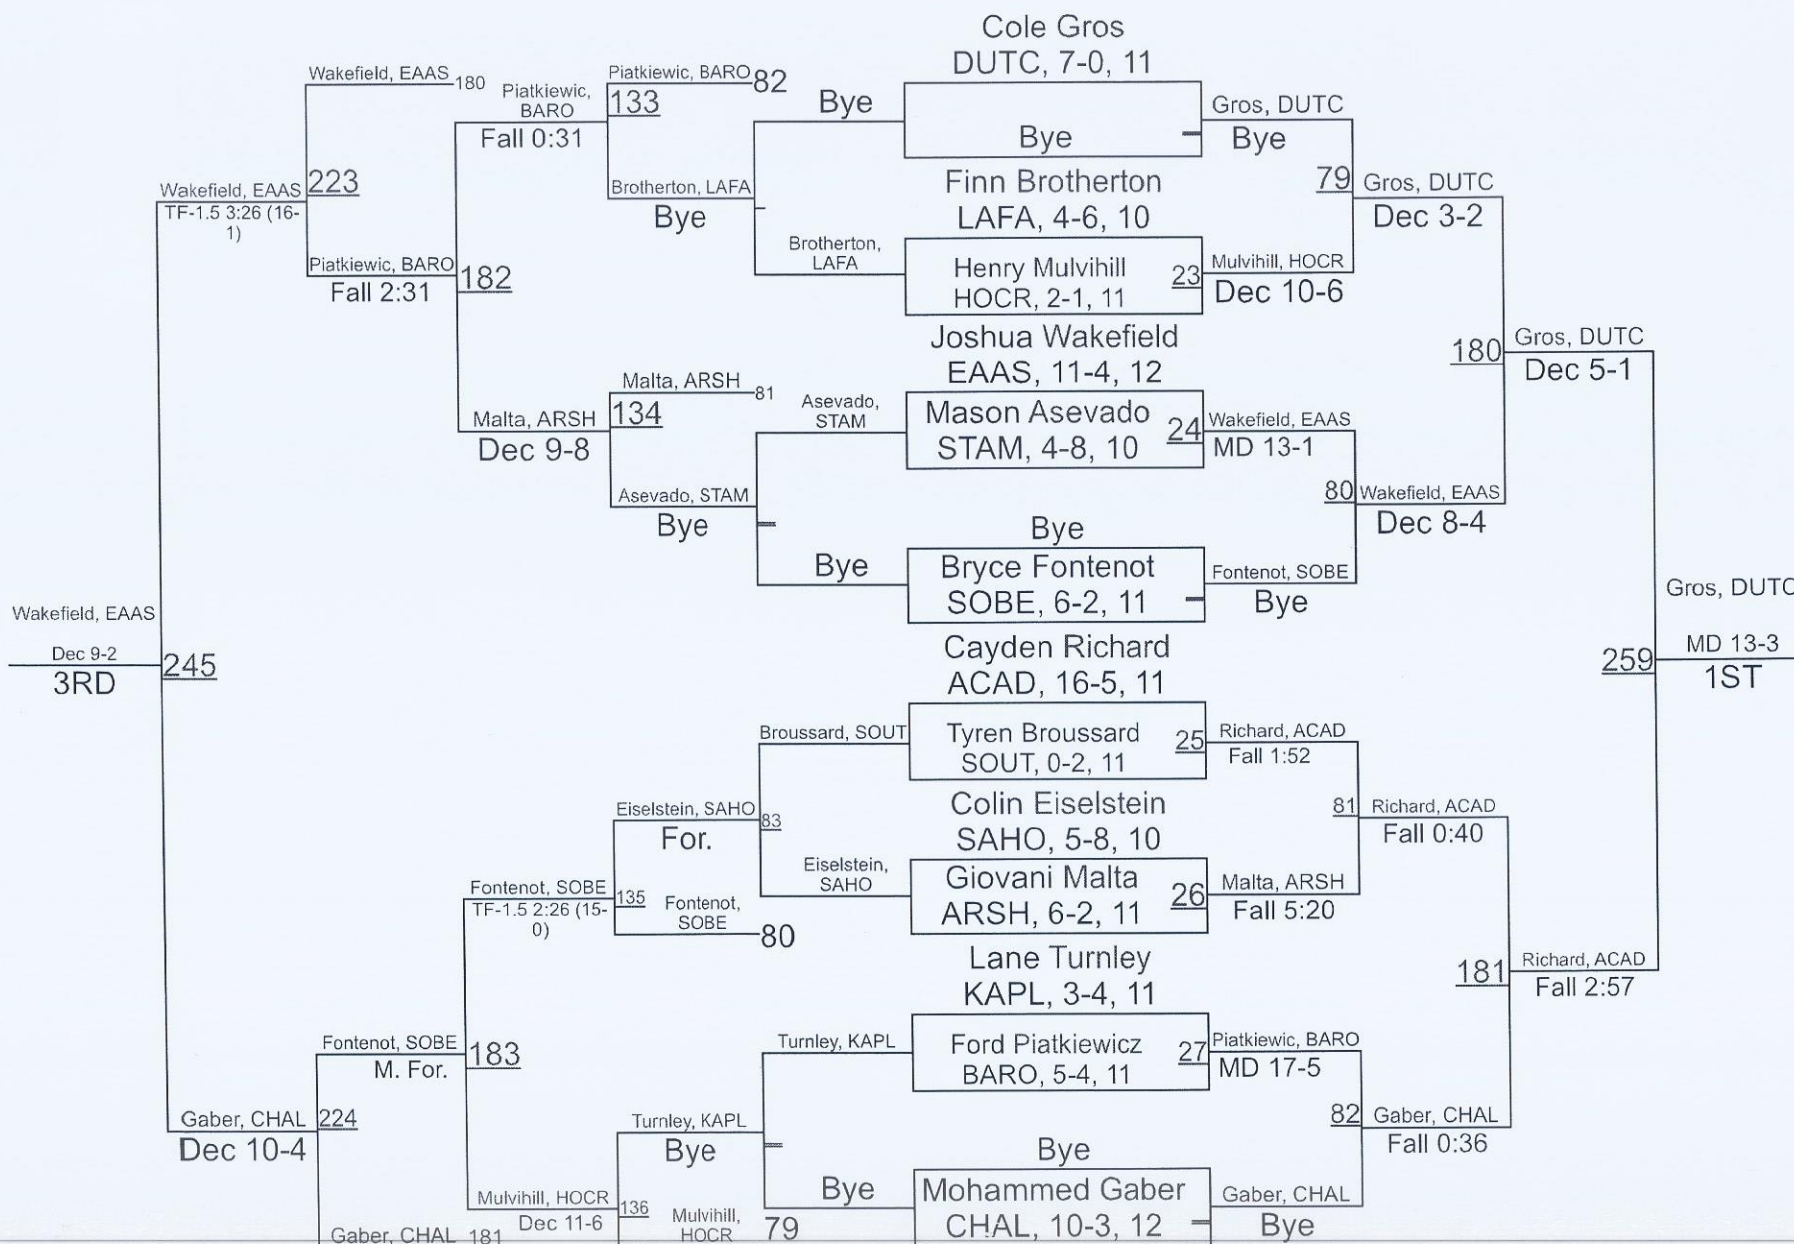 Cole Gros
DUTC, 7-0, 11
Bye
Finn Brotherton
LAFA, 4-6, 10
Henry Mulvihill
HOCR, 2-1, 11
23
Joshua Wakefield
EAAS, 11-4, 12
Mason Asevado
STAM, 4-8, 10
24
Bye
Bryce Fontenot
SOBE, 6-2, 11
Cayden Richard
ACAD, 16-5, 11
Tyren Broussard
SOUT, 0-2, 11
25
Colin Eiselstein
SAHO, 5-8, 10
Giovani Malta
ARSH, 6-2, 11
26
Lane Turnley
KAPL, 3-4, 11
Ford Piatkiewicz
BARO, 5-4, 11
27
Bye
Mohammed Gaber
CHAL, 10-3, 12
Gros, DUTC
Bye
79
Mulvihill, HOCR
Dec 10-6
Wakefield, EAAS
MD 13-1
80
Fontenot, SOBE
Bye
Richard, ACAD
Fall 1:52
81
Malta, ARSH
Fall 5:20
Piatkiewic, BARO
MD 17-5
82
Gaber, CHAL
Bye
Gros, DUTC
Dec 3-2
180
Wakefield, EAAS
Dec 8-4
Richard, ACAD
Fall 0:40
181
Gaber, CHAL
Fall 0:36
Gros, DUTC
Dec 5-1
259
Richard, ACAD
Fall 2:57
Gros, DUTC
MD 13-3
1ST
Bye
Brotherton,
LAFA
Asevado,
STAM
Bye
Broussard, SOUT
83
Eiselstein,
SAHO
Turnley, KAPL
Bye
Piatkiewic, BARO
82
133
Brotherton, LAFA
Bye
Malta, ARSH
81
134
Asevado, STAM
Bye
Eiselstein, SAHO
For.
135
Fontenot,
SOBE
80
Turnley, KAPL
Bye
136
Mulvihill,
HOCR
79
Piatkiewic,
BARO
Fall 0:31
182
Malta, ARSH
Dec 9-8
Fontenot, SOBE
TF-1.5 2:26 (15-
0)
183
Mulvihill, HOCR
Dec 11-6
Wakefield, EAAS
180
223
Piatkiewic, BARO
Fall 2:31
Fontenot, SOBE
M. For.
224
Gaber, CHAL
181
Wakefield, EAAS
TF-1.5 3:26 (16-
1)
245
Gaber, CHAL
Dec 10-4
Wakefield, EAAS
Dec 9-2
3RD